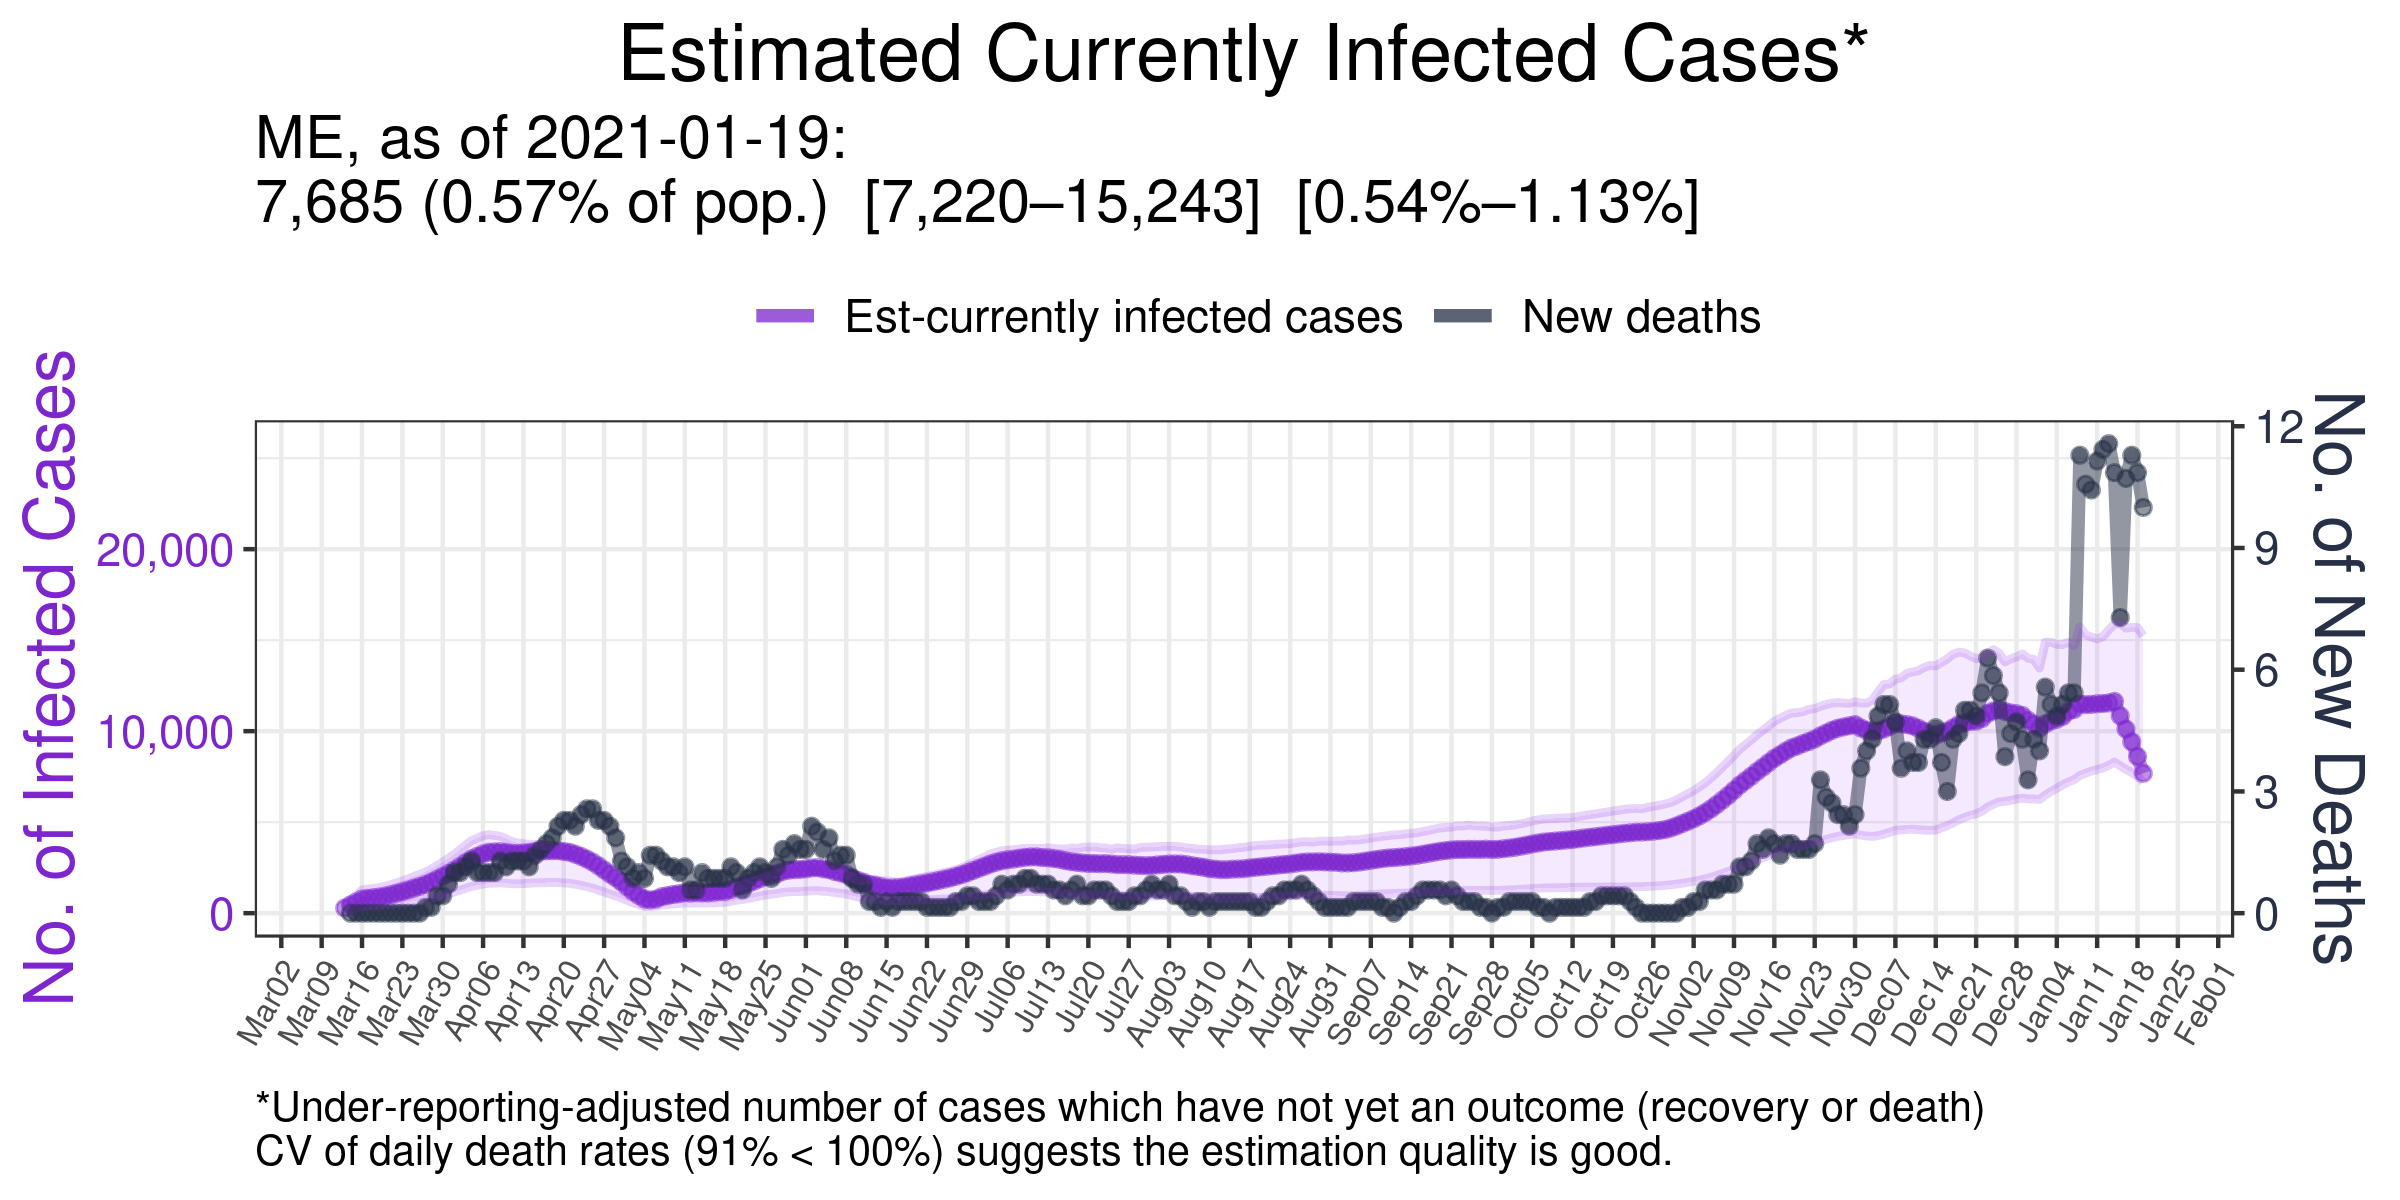 Estimated Currently Infected Cases*
ME, as of 2021-01-19:
7,685 (0.57% of pop.)  [7,220–15,243]  [0.54%–1.13%]
Est-currently infected cases
New deaths
No. of Infected Cases
20,000
10,000
0
12
9
6
3
0
No. of New Deaths
Mar02
Mar09
Mar16
Mar23
Mar30
Apr06
Apr13
Apr20
Apr27
May04
May11
May18
May25
Jun01
Jun08
Jun15
Jun22
Jun29
Jul06
Jul13
Jul20
Jul27
Aug03
Aug10
Aug17
Aug24
Aug31
Sep07
Sep14
Sep21
Sep28
Oct05
Oct12
Oct19
Oct26
Nov02
Nov09
Nov16
Nov23
Nov30
Dec07
Dec14
Dec21
Dec28
Jan04
Jan11
Jan18
Jan25
Feb01
*Under-reporting-adjusted number of cases which have not yet an outcome (recovery or death)
CV of daily death rates (91% < 100%) suggests the estimation quality is good.